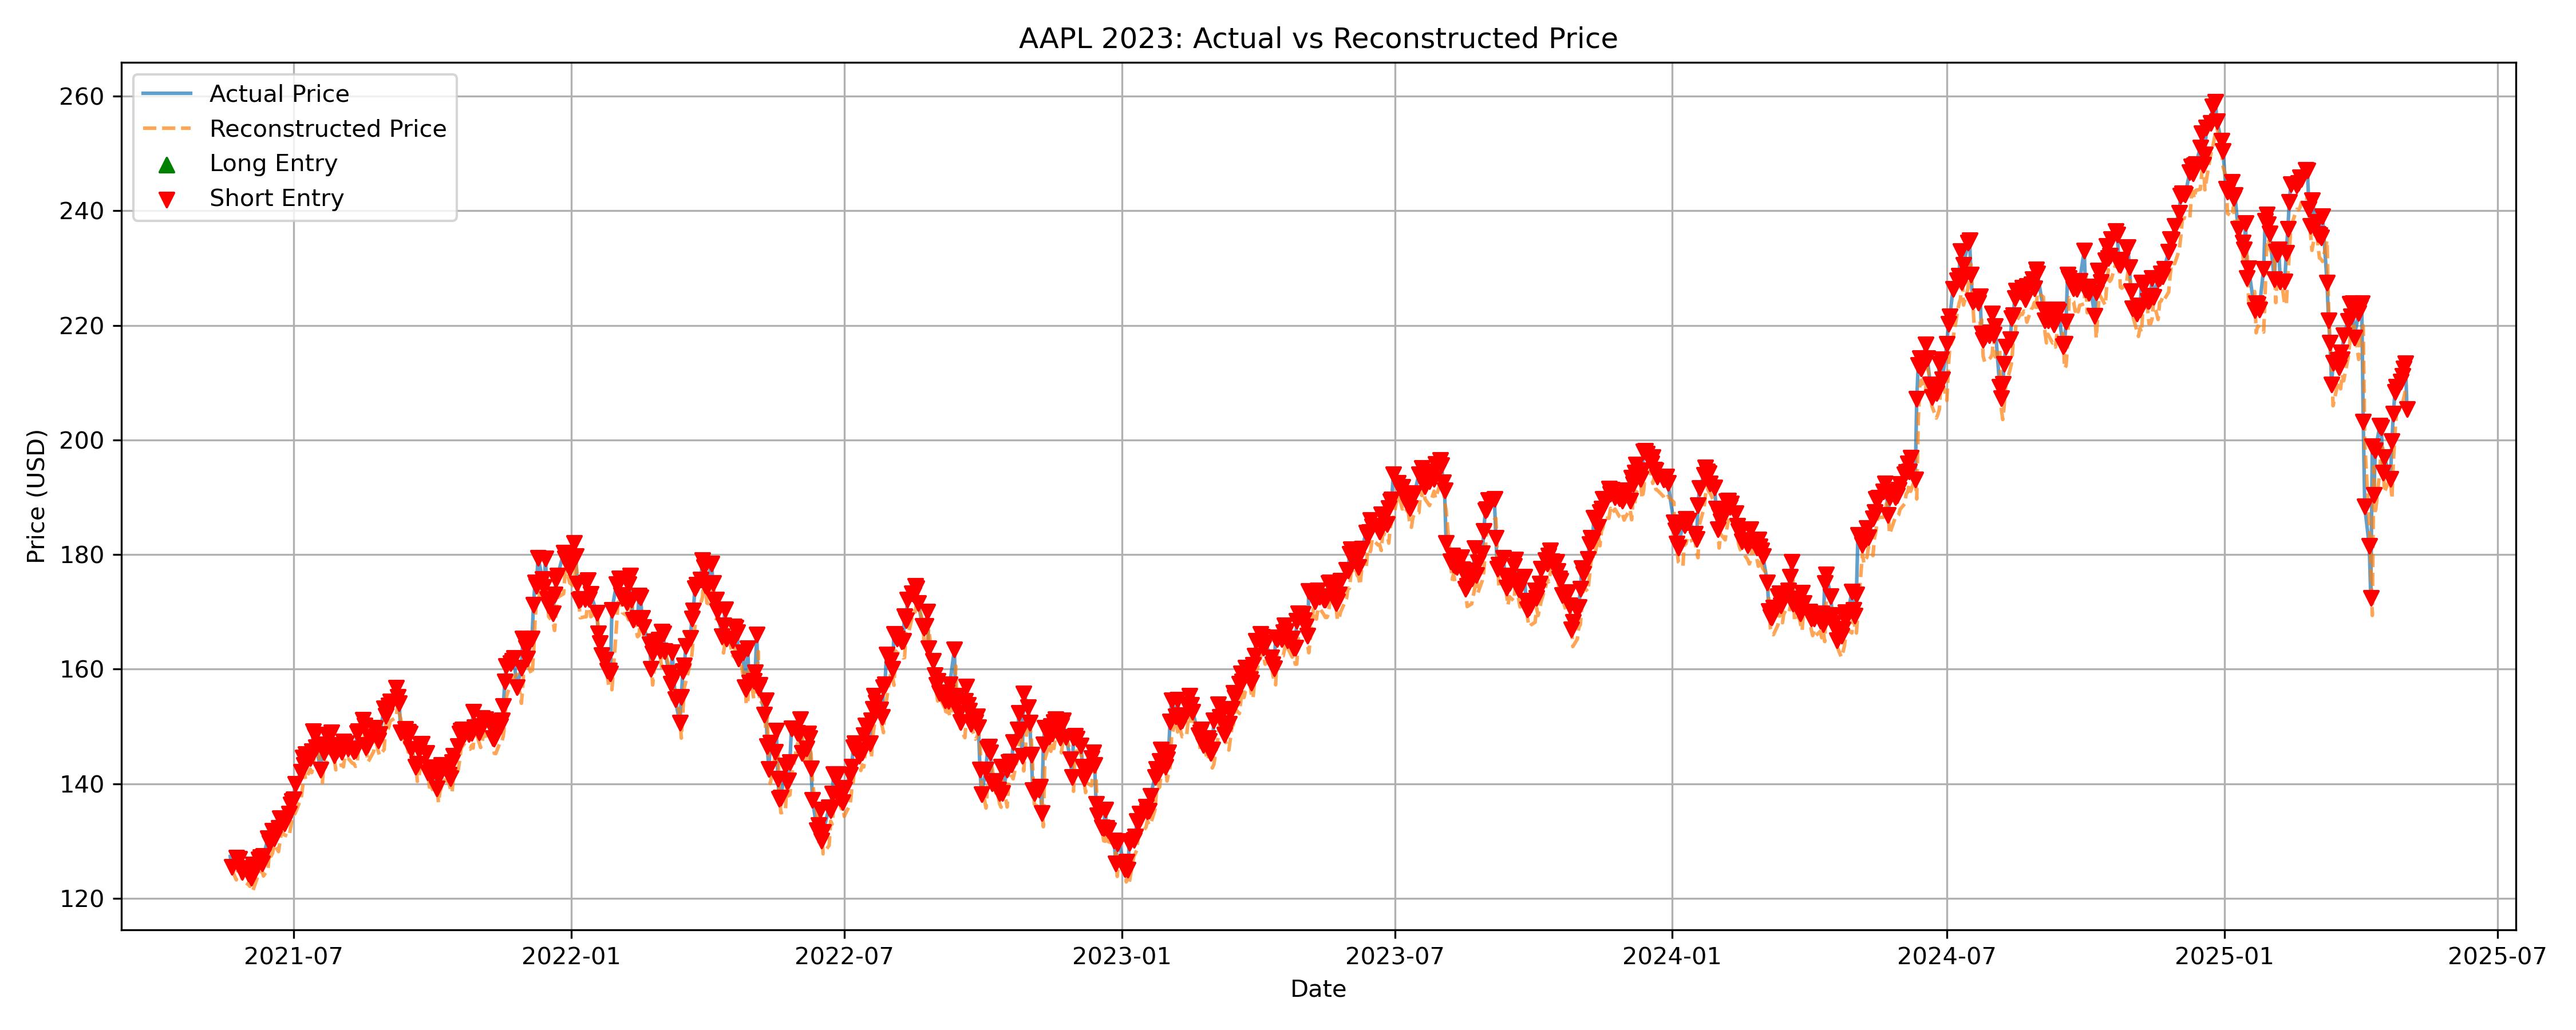 AAPL 2023: Actual vs Reconstructed Price
Actual Price
Reconstructed Price
Long Entry
Short Entry
Price (USD)
260
240
220
200
180
160
140
120
2021-07
2022-01
2022-07
2023-01
2023-07
2024-01
2024-07
2025-01
2025-07
Date